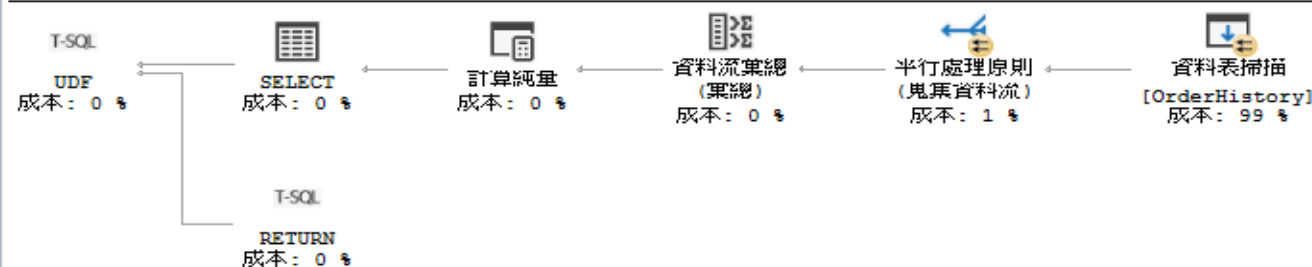 T-SQL
UDF
成本: 0 %
SELECT
成本: 0 %
計算純量
成本: 0 %
資料流彙總
(彙總)
成本: 0 %
平行處理原則
(蒐集資料流)
成本: 1 %
資料表掃描
[OrderHistory]
成本: 99 %
T-SQL
RETURN
成本: 0 %